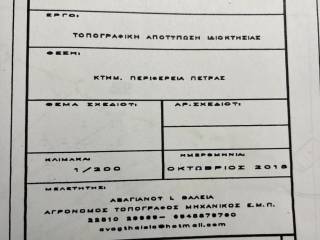 ΕΡΓΟ:
ΤΟΠΟΓΡΑΦΙΚΗ ΑΠΟΤΥΠΩΣΗ ΙΔΙΟΚΤΗΣΙΑΣ
ΘΕΣΗ:
ΚΤΗΜ. ΠΕΡΙΦΕΡΕΙΑ ΠΕΤΡΑΣ
ΘΕΜΑ ΣΧΕΔΙΟΥ: ΑΡ.ΣΧΕΔΙΟΥ:
ΚΛΙΜΑΚΑ: ΗΜΕΡΟΜΗΝΙΑ:
1/200 ΟΚΤΩΒΡΙΟΣ
ΜΕΛΕΤΗΤΗΣ:
ΑΒΑΓΙΑΝΟΥ
ΑΓΡΟΝΟΜΟΣ ΤΟΠΟΓΡΑΦΟΣ ΜΗΧΑΝΙΚΟΣ Ε.Μ.Π.